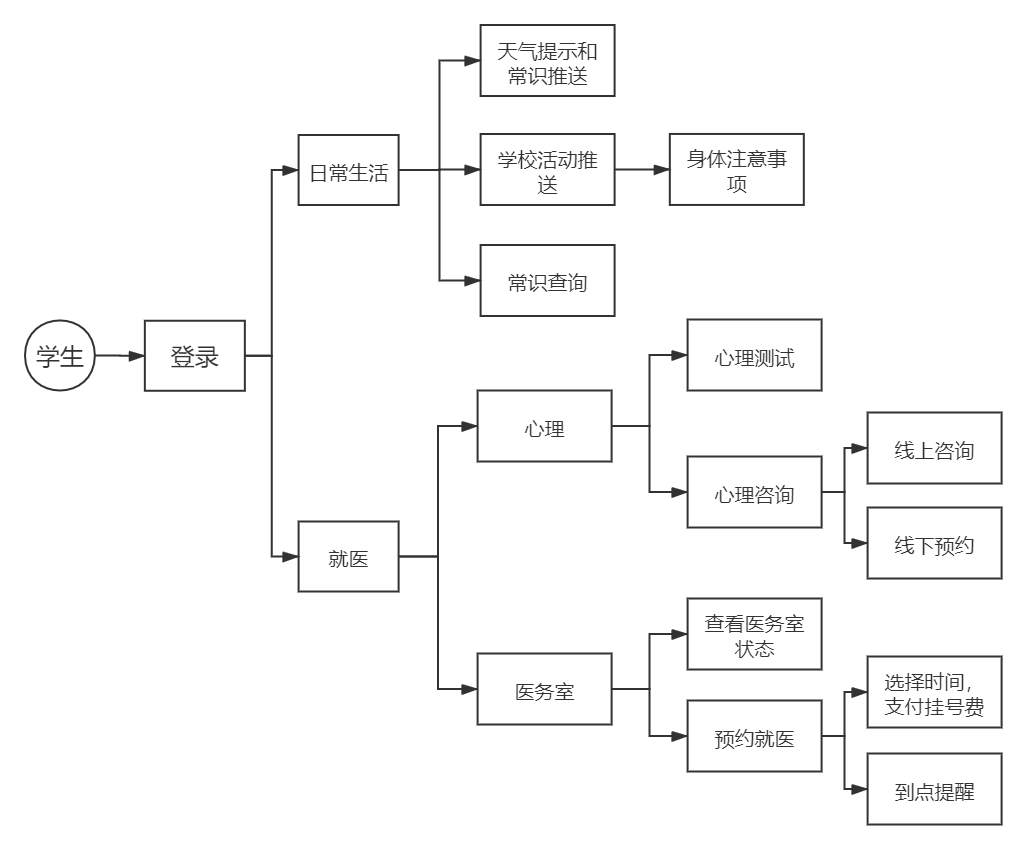 天气提示和
常识推送
日常生活
学校活动推
送
身体注意事
项
常识查询
学生
登录
心理测试
心理
线上咨询
心理咨询
线下预约
就医
查看医务室
状态
医务室
选择时间，
支付挂号费
预约就医
到点提醒